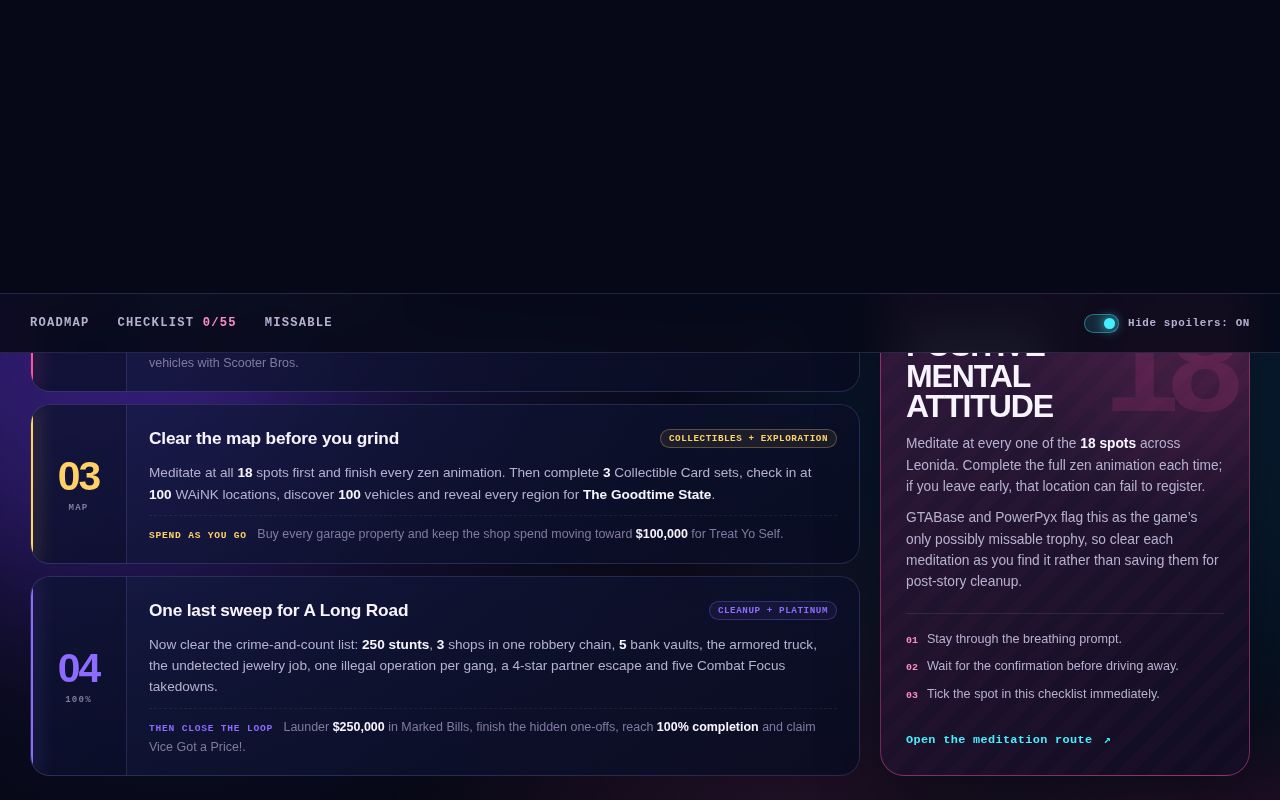 ROADMAP CHECKLIST 0/55 MISSABLE Hide spoilers: ON
vehicles with Scooter Bros.
03
MAP
Clear the map before you grind
COLLECTIBLES + EXPLORATION
Meditate at all 18 spots first and finish every zen animation. Then complete 3 Collectible Card sets, check in at
100 WAiNK locations, discover 100 vehicles and reveal every region for The Goodtime State.
SPEND AS YOU GO Buy every garage property and keep the shop spend moving toward $100,000 for Treat Yo Self.
04
100%
One last sweep for A Long Road
CLEANUP + PLATINUM
Now clear the crime-and-count list: 250 stunts, 3 shops in one robbery chain, 5 bank vaults, the armored truck,
the undetected jewelry job, one illegal operation per gang, a 4-star partner escape and five Combat Focus
takedowns.
THEN CLOSE THE LOOP Launder $250,000 in Marked Bills, finish the hidden one-offs, reach 100% completion and claim
Vice Got a Price!.
18
POSITIVE
MENTAL
ATTITUDE
Meditate at every one of the 18 spots across
Leonida. Complete the full zen animation each time;
if you leave early, that location can fail to register.
GTABase and PowerPyx flag this as the game's
only possibly missable trophy, so clear each
meditation as you find it rather than saving them for
post-story cleanup.
01 Stay through the breathing prompt.
02 Wait for the confirmation before driving away.
03 Tick the spot in this checklist immediately.
Open the meditation route ↗